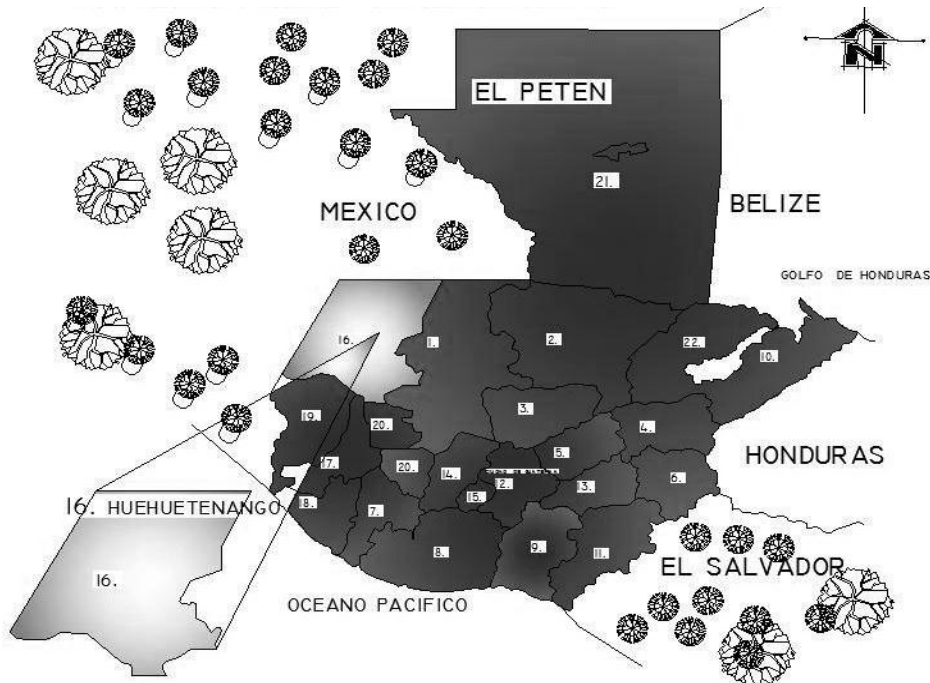 N
EL PETEN
21.
MEXICO
BELIZE
GOLFO DE HONDURAS
16.
1.
2.
22.
10.
3.
19.
20.
4.
5.
HONDURAS
17.
20.
14.
12.
13.
6.
16. HUEHUETENANGO
18.
7.
15.
8.
9.
11.
16.
EL SALVADOR
OCEANO PACIFICO